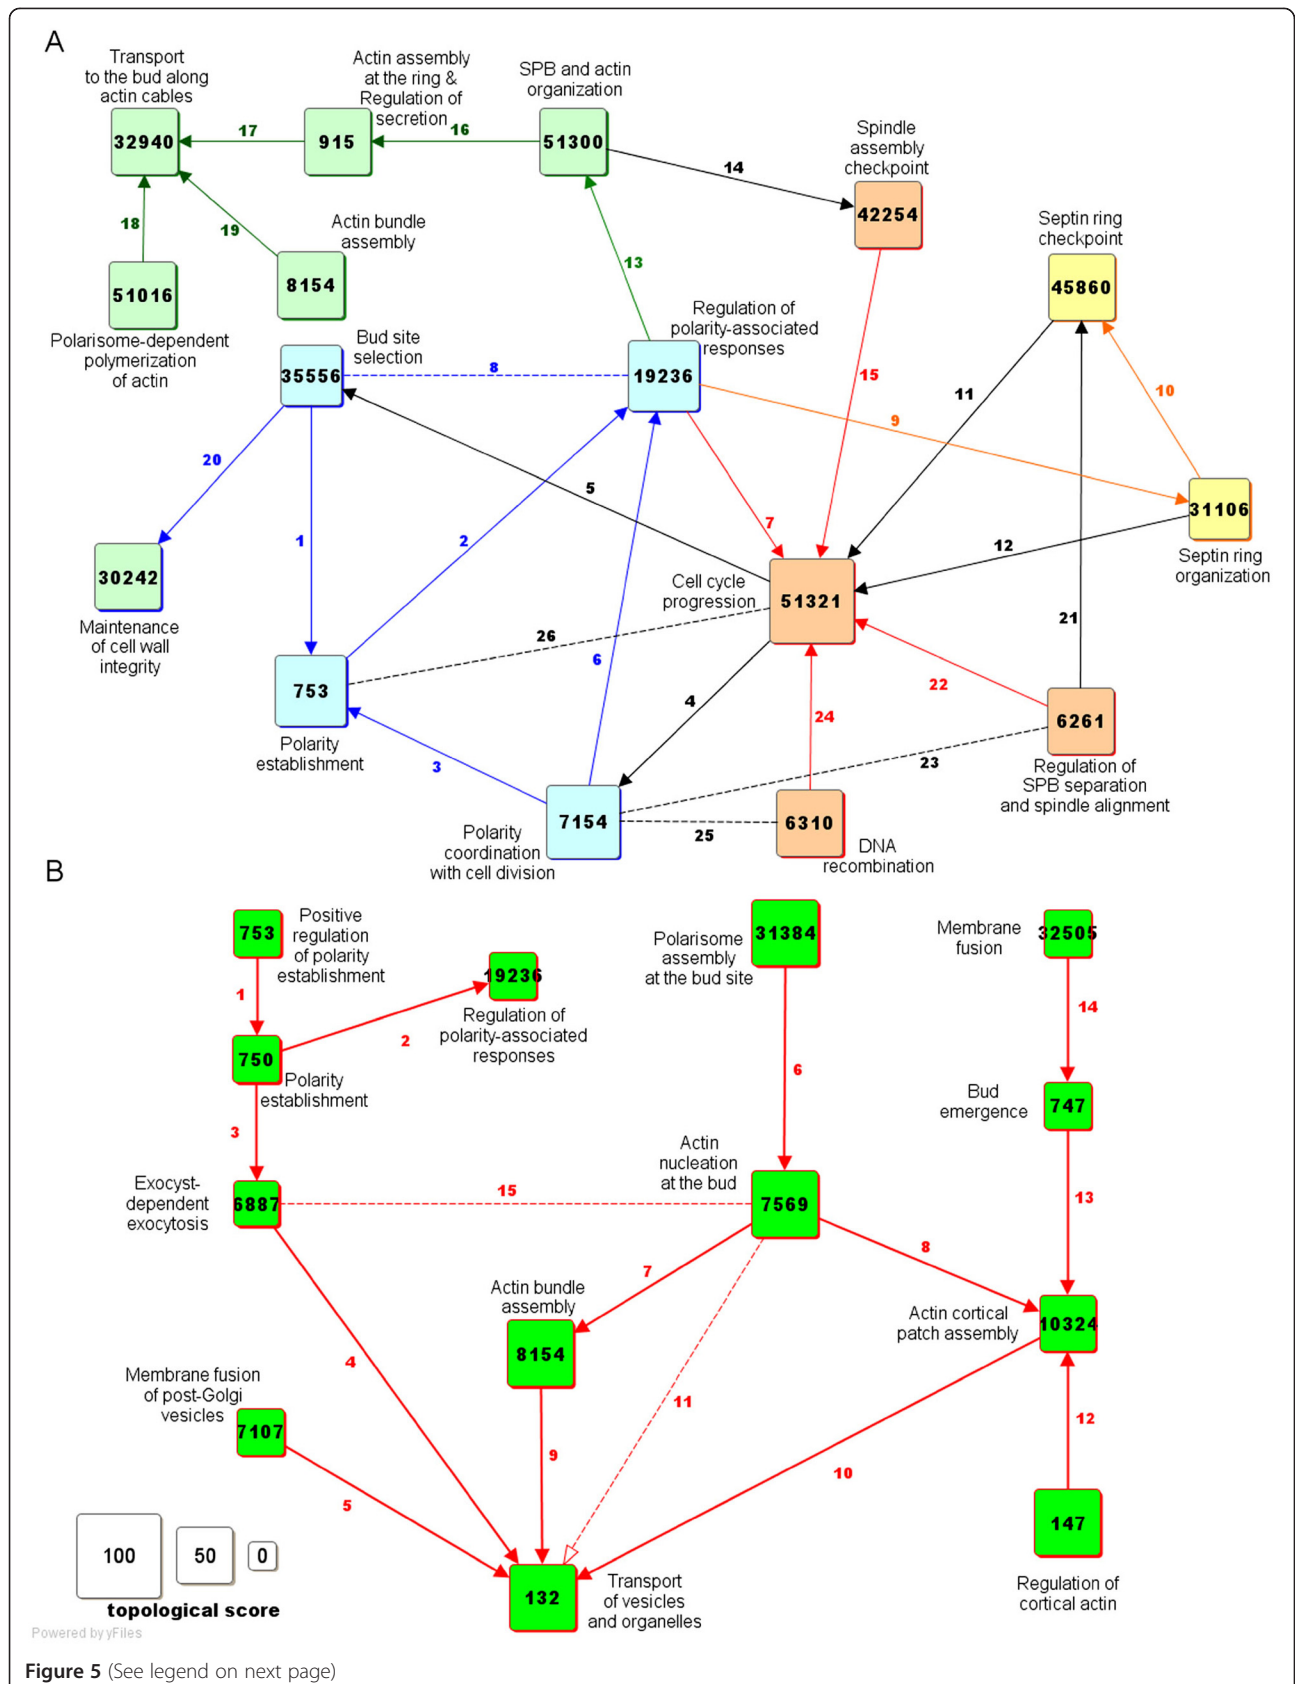 A
Transport
to the bud along
actin cables
Actin assembly
at the ring &
Regulation of
secretion
SPB and actin
organization
Spindle
assembly
checkpoint
32940
17
915
16
51300
14
42254
Septin ring
checkpoint
18
19
Actin bundle
assembly
13
45860
51016
8154
Polarisome-dependent
polymerization
of actin
Bud site
selection
Regulation of
polarity-associated
responses
35556
8
19236
15
11
10
9
20
5
31106
1
2
7
12
Septin ring
organization
30242
Cell cycle
progression
51321
21
Maintenance
of cell wall
integrity
26
6
22
753
4
24
6261
Polarity
establishment
3
23
Regulation of
SPB separation
and spindle alignment
7154
25
6310
Polarity
coordination
with cell division
DNA
recombination
B
753
Positive
regulation
of polarity
establishment
31384
Polarisome
assembly
at the bud site
Membrane
fusion
32505
19236
1
14
Regulation of
polarity-associated
responses
2
750
6
Polarity
establishment
Bud
emergence
747
3
Actin
nucleation
at the bud
Exocyst-
dependent
exocytosis
6887
15
7569
13
8
7
Actin bundle
assembly
Actin cortical
patch assembly
10324
8154
4
Membrane fusion
of post-Golgi
vesicles
11
7107
12
9
10
5
147
100
50
0
topological score
132
Transport
of vesicles
and organelles
Regulation of
cortical actin
Powered by yFiles
Figure 5 (See legend on next page)